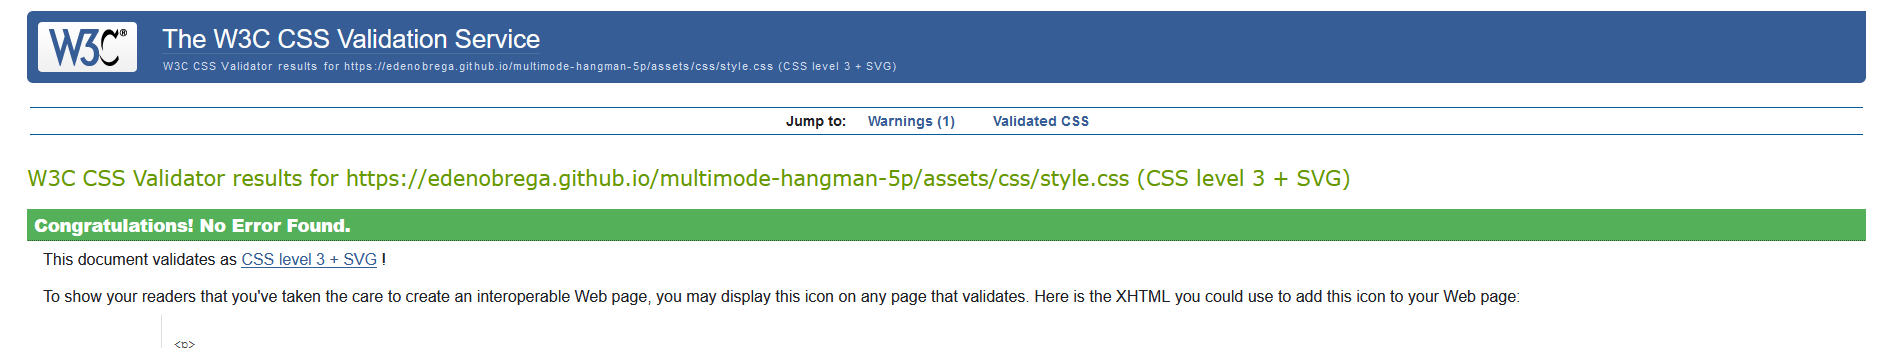 W3C®
The W3C CSS Validation Service
W3C CSS Validator results for https://edenobrega.github.io/multimode-hangman-5p/assets/css/style.css (CSS level 3 + SVG)
Jump to: Warnings (1) Validated CSS
W3C CSS Validator results for https://edenobrega.github.io/multimode-hangman-5p/assets/css/style.css (CSS level 3 + SVG)
Congratulations! No Error Found.
This document validates as CSS level 3 + SVG !
To show your readers that you've taken the care to create an interoperable Web page, you may display this icon on any page that validates. Here is the XHTML you could use to add this icon to your Web page:
<p>